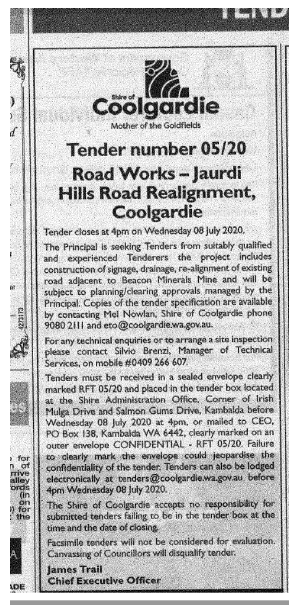 TEND
Shire of
Coolgardie
Mother of the Goldfields
Tender number 05/20
Road Works – Jaurdi
Hills Road Realignment,
Coolgardie
Tender closes at 4pm on Wednesday 08 July 2020.
The Principal is seeking Tenders from suitably qualified
and experienced Tenderers the project includes
construction of signage, drainage, re-alignment of existing
road adjacent to Beacon Minerals Mine and will be
subject to planning/clearing approvals managed by the
Principal. Copies of the tender specification are available
by contacting Mel Nowlan, Shire of Coolgardie phone
9080 2111 and eto@coolgardie.wa.gov.au.
For any technical enquiries or to arrange a site inspection
please contact Silvio Brenzi, Manager of Technical
Services, on mobile #0409 266 607.
Tenders must be received in a sealed envelope clearly
marked RFT 05/20 and placed in the tender box located
at the Shire Administration Office, Corner of Irish
Mulga Drive and Salmon Gums Drive, Kambalda before
Wednesday 08 July 2020 at 4pm, or mailed to CEO,
PO Box 138, Kambalda WA 6442, clearly marked on an
outer envelope CONFIDENTIAL - RFT 05/20. Failure
to clearly mark the envelope could jeopardise the
confidentiality of the tender. Tenders can also be lodged
electronically at tenders@coolgardie.wa.gov.au before
4pm Wednesday 08 July 2020.
The Shire of Coolgardie accepts no responsibility for
submitted tenders failing to be in the tender box at the
time and the date of closing.
Facsimile tenders will not be considered for evaluation.
Canvassing of Councillors will disqualify tender.
James Trail
Chief Executive Officer